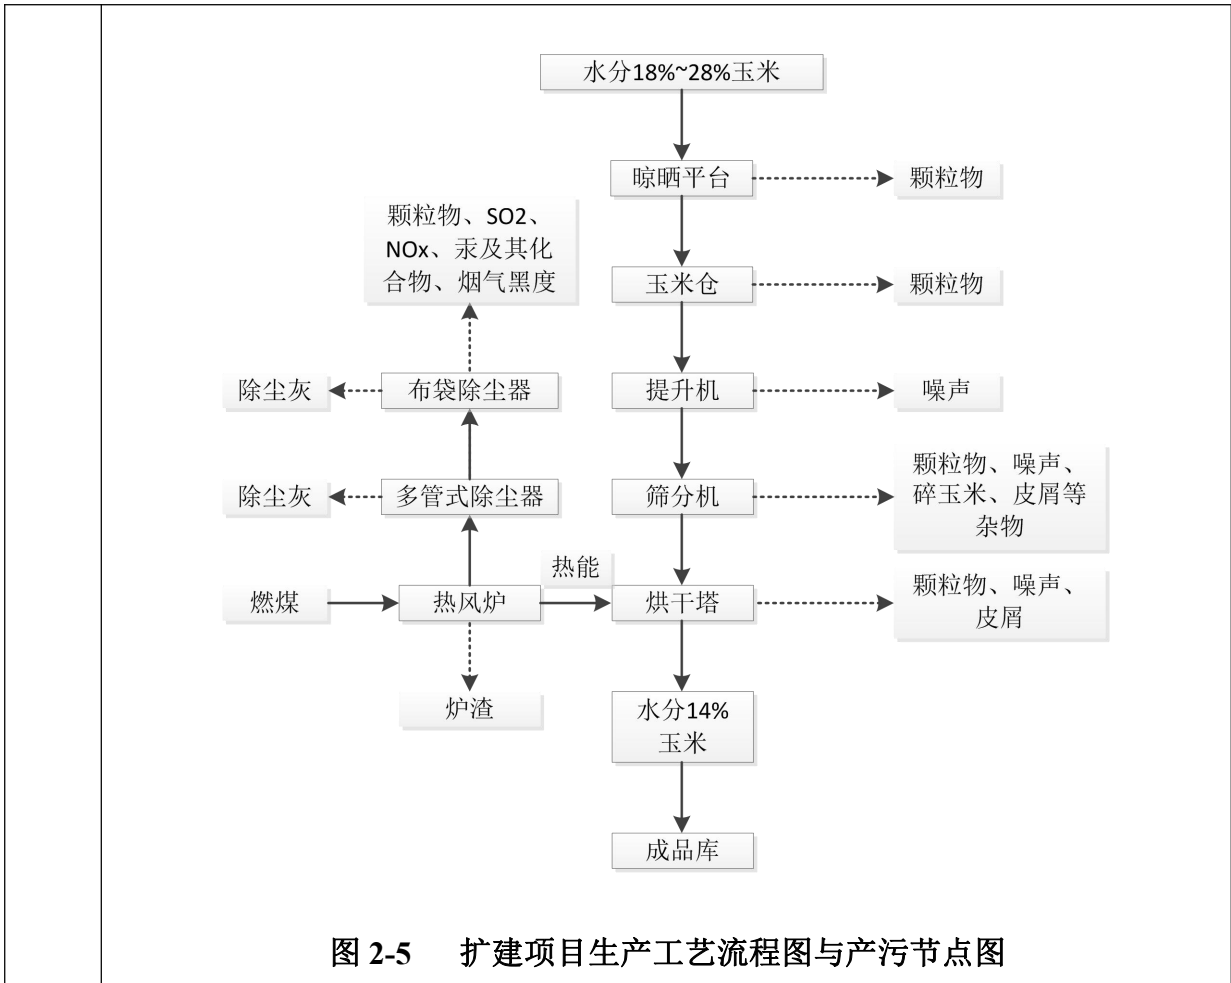 水分18%~28%玉米
晾晒平台
颗粒物
颗粒物、SO2、
NOx、汞及其化
合物、烟气黑度
玉米仓
颗粒物
除尘灰
布袋除尘器
提升机
噪声
除尘灰
多管式除尘器
筛分机
颗粒物、噪声、
碎玉米、皮屑等
杂物
燃煤
热风炉
热能
烘干塔
颗粒物、噪声、
皮屑
炉渣
水分14%
玉米
成品库
图 2-5 扩建项目生产工艺流程图与产污节点图